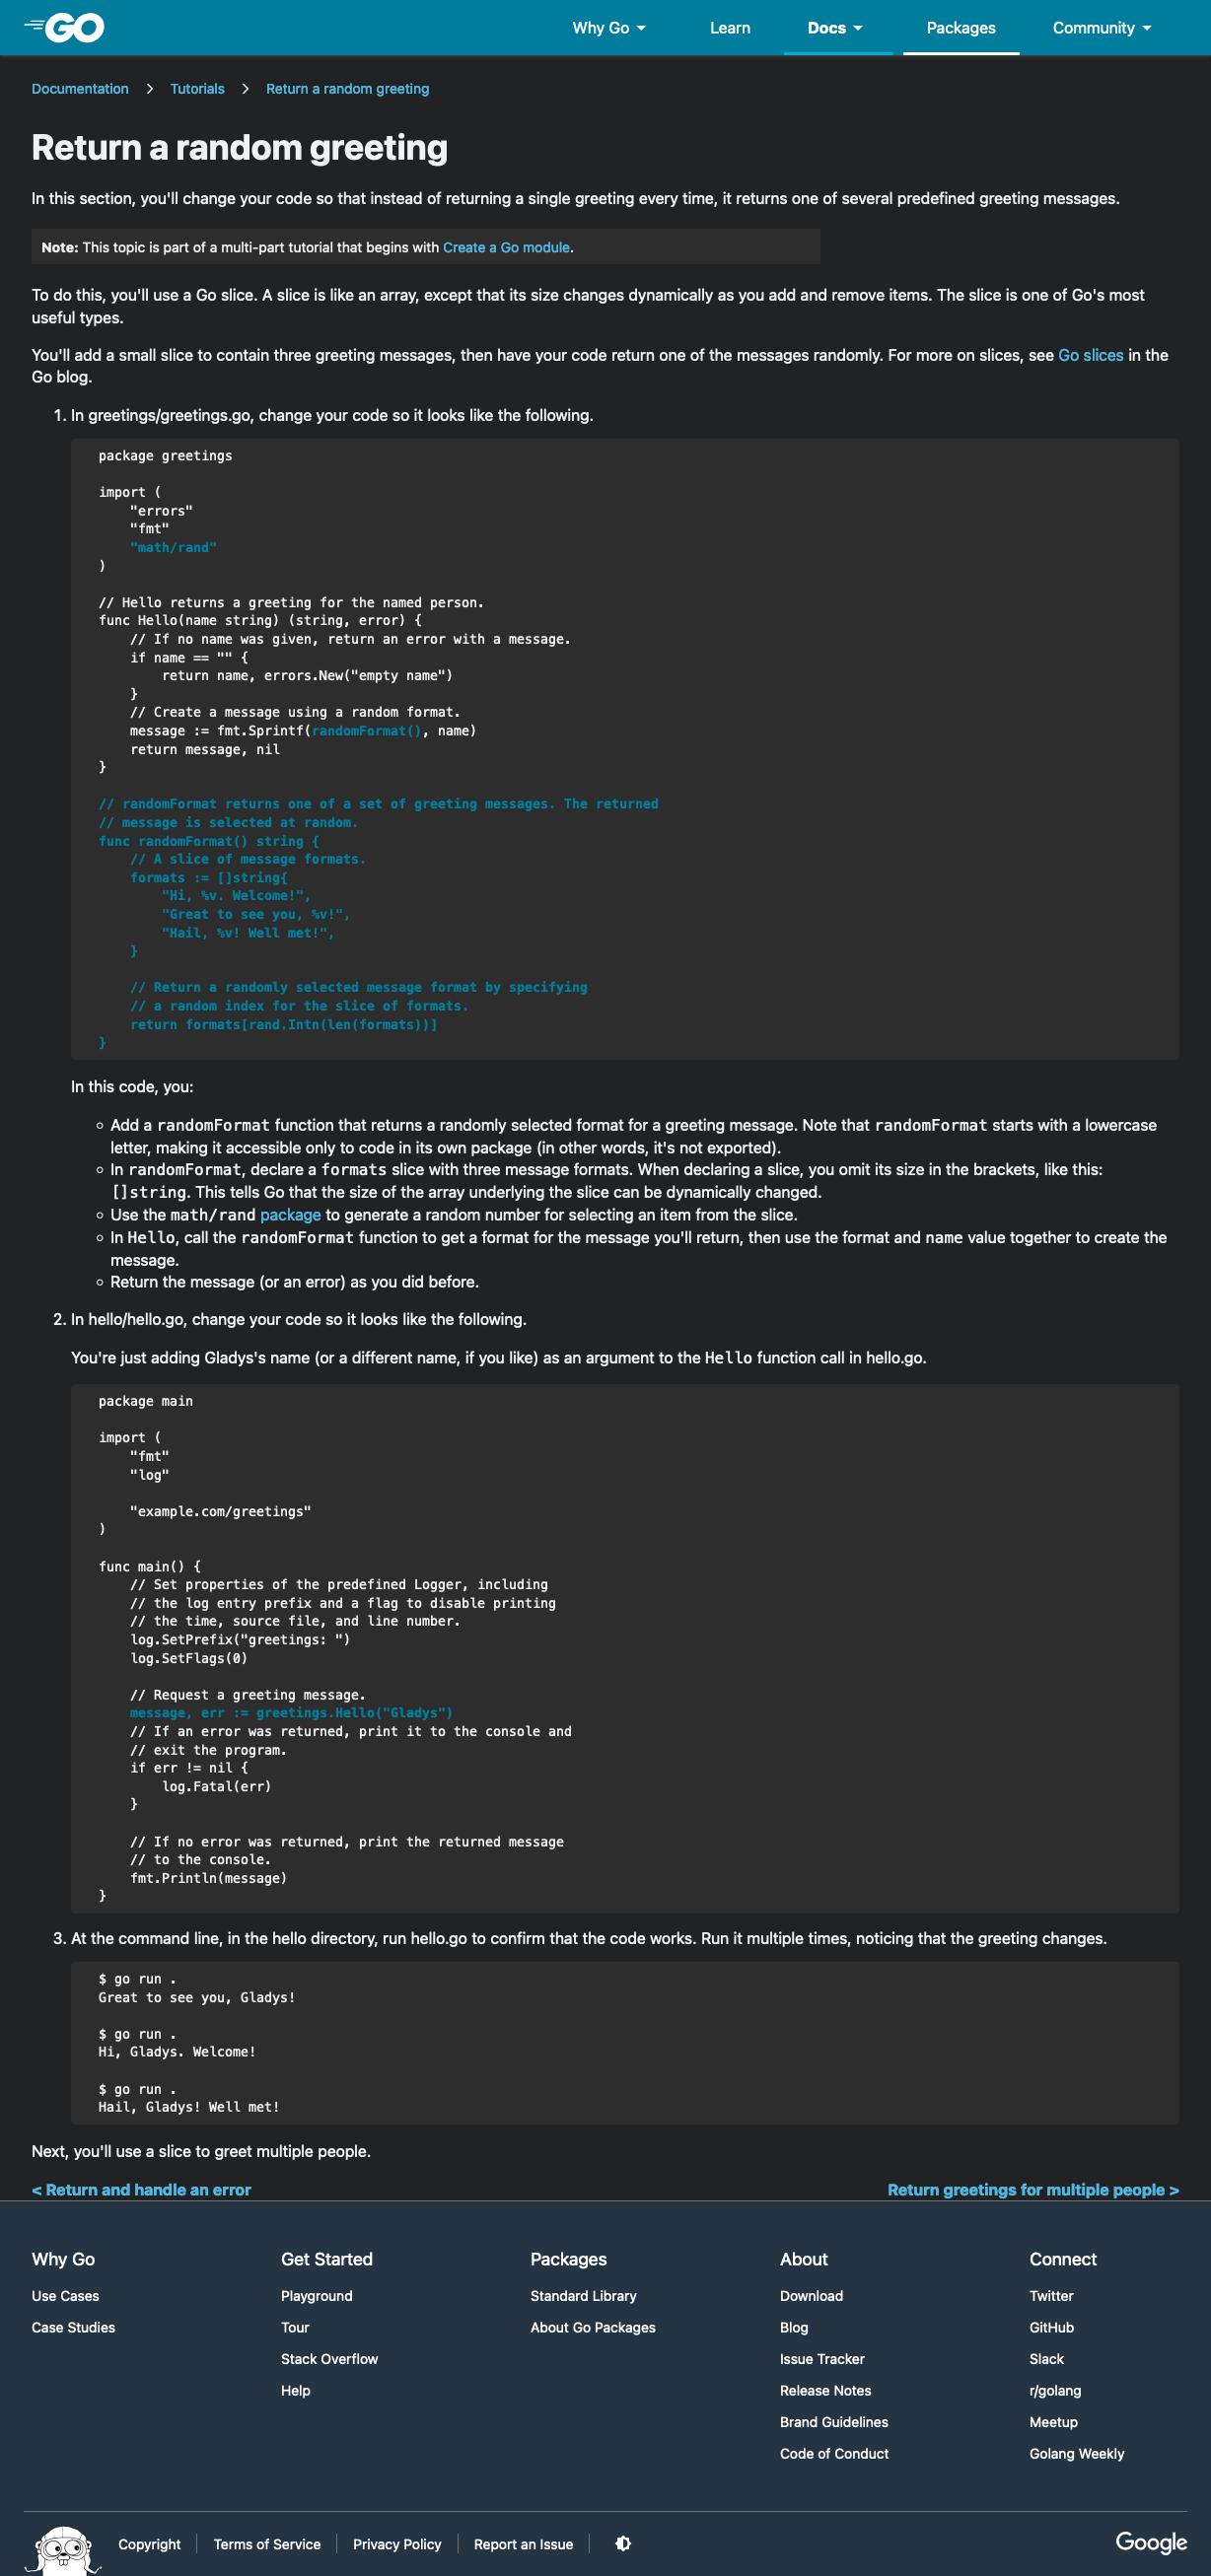 GO
Why Go
Learn
Docs
Packages
Community
Documentation
Tutorials
Return a random greeting
Return a random greeting
In this section, you'll change your code so that instead of returning a single greeting every time, it returns one of several predefined greeting messages.
Note: This topic is part of a multi-part tutorial that begins with Create a Go module.
To do this, you'll use a Go slice. A slice is like an array, except that its size changes dynamically as you add and remove items. The slice is one of Go's most
useful types.
You'll add a small slice to contain three greeting messages, then have your code return one of the messages randomly. For more on slices, see Go slices in the
Go blog.
1. In greetings/greetings.go, change your code so it looks like the following.
package greetings
import (
    "errors"
    "fmt"
    "math/rand"
)
// Hello returns a greeting for the named person.
func Hello(name string) (string, error) {
    // If no name was given, return an error with a message.
    if name == "" {
        return name, errors.New("empty name")
    }
    // Create a message using a random format.
    message := fmt.Sprintf(randomFormat(), name)
    return message, nil
}
// randomFormat returns one of a set of greeting messages. The returned
// message is selected at random.
func randomFormat() string {
    // A slice of message formats.
    formats := []string{
        "Hi, %v. Welcome!",
        "Great to see you, %v!",
        "Hail, %v! Well met!",
    }
    // Return a randomly selected message format by specifying
    // a random index for the slice of formats.
    return formats[rand.Intn(len(formats))]
}
In this code, you:
Add a randomFormat function that returns a randomly selected format for a greeting message. Note that randomFormat starts with a lowercase
letter, making it accessible only to code in its own package (in other words, it's not exported).
In randomFormat, declare a formats slice with three message formats. When declaring a slice, you omit its size in the brackets, like this:
[]string. This tells Go that the size of the array underlying the slice can be dynamically changed.
Use the math/rand package to generate a random number for selecting an item from the slice.
In Hello, call the randomFormat function to get a format for the message you'll return, then use the format and name value together to create the
message.
Return the message (or an error) as you did before.
2. In hello/hello.go, change your code so it looks like the following.
You're just adding Gladys's name (or a different name, if you like) as an argument to the Hello function call in hello.go.
package main
import (
    "fmt"
    "log"
    "example.com/greetings"
)
func main() {
    // Set properties of the predefined Logger, including
    // the log entry prefix and a flag to disable printing
    // the time, source file, and line number.
    log.SetPrefix("greetings: ")
    log.SetFlags(0)
    // Request a greeting message.
    message, err := greetings.Hello("Gladys")
    // If an error was returned, print it to the console and
    // exit the program.
    if err != nil {
        log.Fatal(err)
    }
    // If no error was returned, print the returned message
    // to the console.
    fmt.Println(message)
}
3. At the command line, in the hello directory, run hello.go to confirm that the code works. Run it multiple times, noticing that the greeting changes.
$ go run .
Great to see you, Gladys!
$ go run .
Hi, Gladys. Welcome!
$ go run .
Hail, Gladys! Well met!
Next, you'll use a slice to greet multiple people.
< Return and handle an error
Return greetings for multiple people >
Why Go
Use Cases
Case Studies
Get Started
Playground
Tour
Stack Overflow
Help
Packages
Standard Library
About Go Packages
About
Download
Blog
Issue Tracker
Release Notes
Brand Guidelines
Code of Conduct
Connect
Twitter
GitHub
Slack
r/golang
Meetup
Golang Weekly
Copyright
Terms of Service
Privacy Policy
Report an Issue
Google